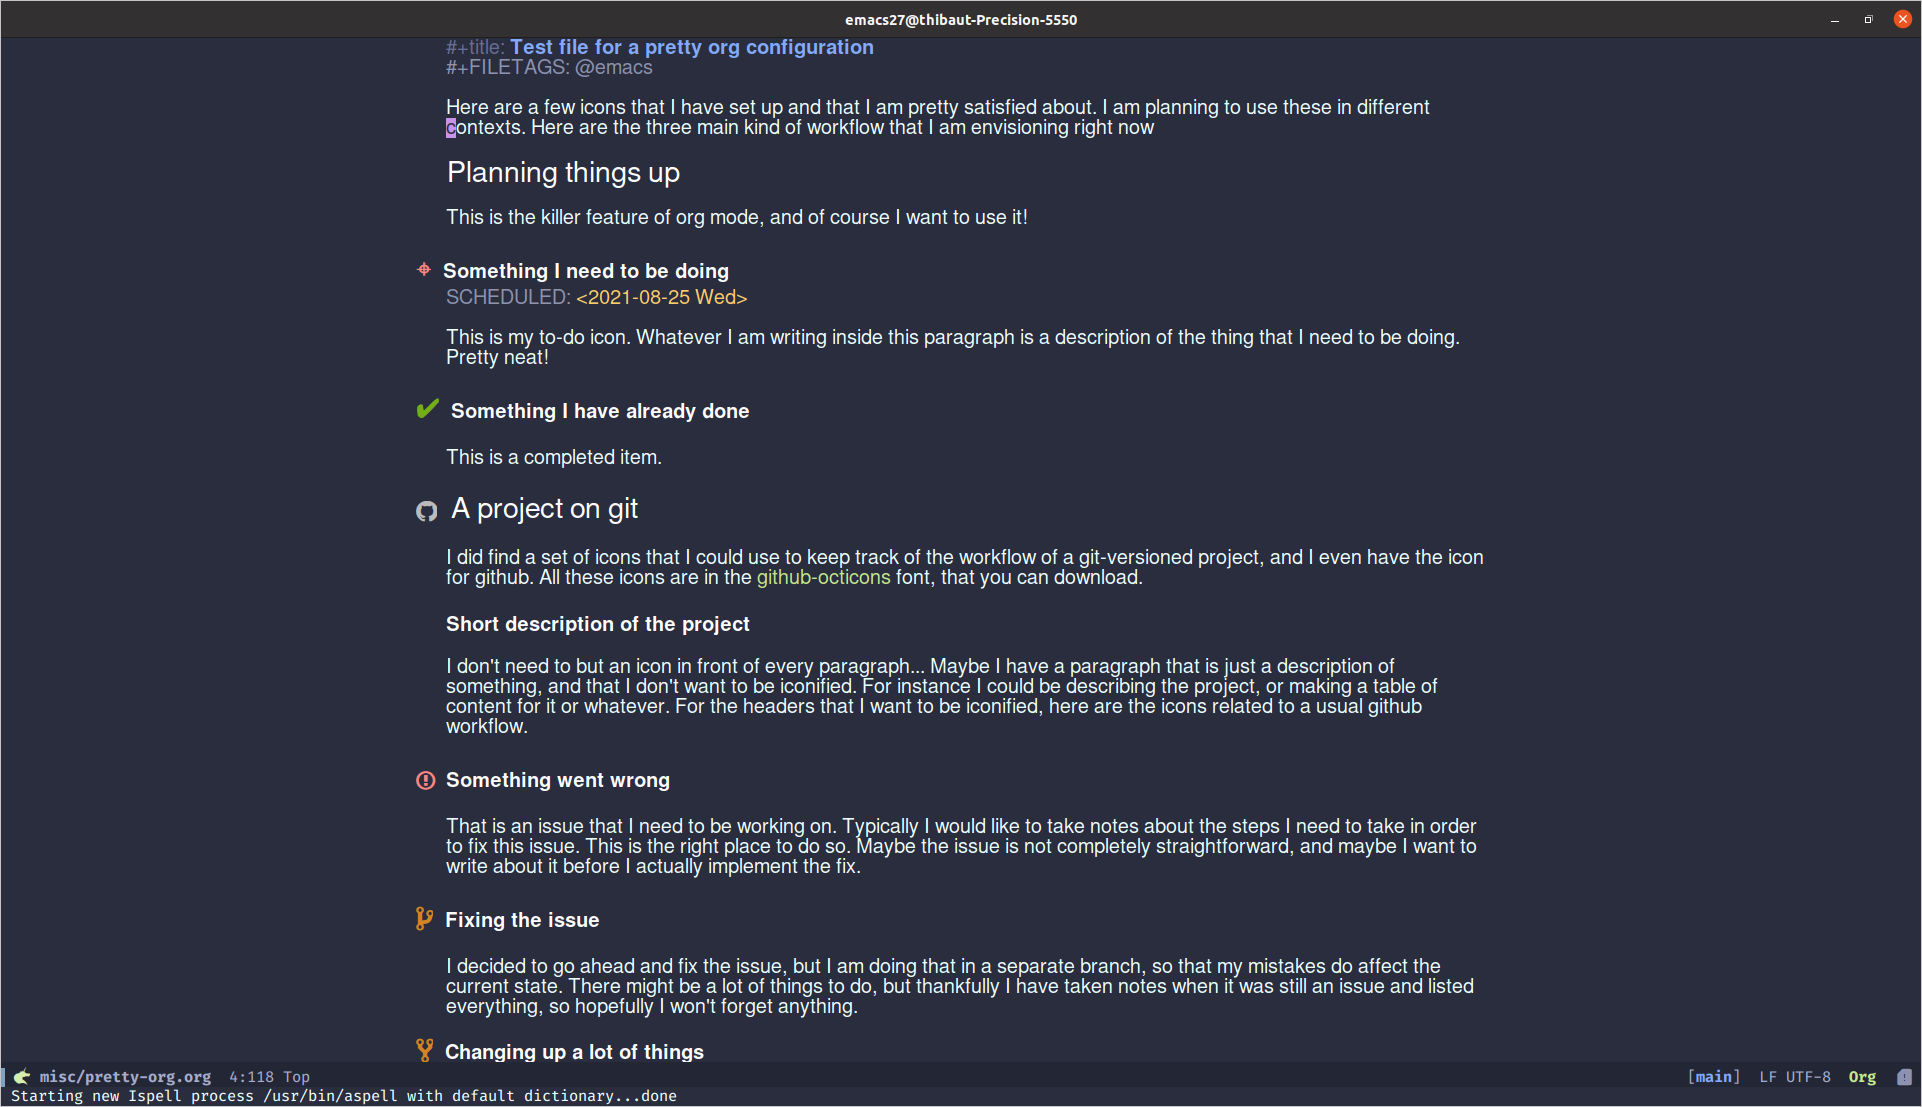 emacs27@thibaut-Precision-5550
#+title: Test file for a pretty org configuration
#+FILETAGS: @emacs
Here are a few icons that I have set up and that I am pretty satisfied about. I am planning to use these in different
contexts. Here are the three main kind of workflow that I am envisioning right now
Planning things up
This is the killer feature of org mode, and of course I want to use it!
Something I need to be doing
SCHEDULED: <2021-08-25 Wed>
This is my to-do icon. Whatever I am writing inside this paragraph is a description of the thing that I need to be doing.
Pretty neat!
Something I have already done
This is a completed item.
A project on git
I did find a set of icons that I could use to keep track of the workflow of a git-versioned project, and I even have the icon
for github. All these icons are in the github-octicons font, that you can download.
Short description of the project
I don't need to but an icon in front of every paragraph... Maybe I have a paragraph that is just a description of
something, and that I don't want to be iconified. For instance I could be describing the project, or making a table of
content for it or whatever. For the headers that I want to be iconified, here are the icons related to a usual github
workflow.
Something went wrong
That is an issue that I need to be working on. Typically I would like to take notes about the steps I need to take in order
to fix this issue. This is the right place to do so. Maybe the issue is not completely straightforward, and maybe I want to
write about it before I actually implement the fix.
Fixing the issue
I decided to go ahead and fix the issue, but I am doing that in a separate branch, so that my mistakes do affect the
current state. There might be a lot of things to do, but thankfully I have taken notes when it was still an issue and listed
everything, so hopefully I won't forget anything.
Changing up a lot of things
misc/pretty-org.org 4:118 Top [main] LF UTF-8 Org
Starting new Ispell process /usr/bin/aspell with default dictionary...done